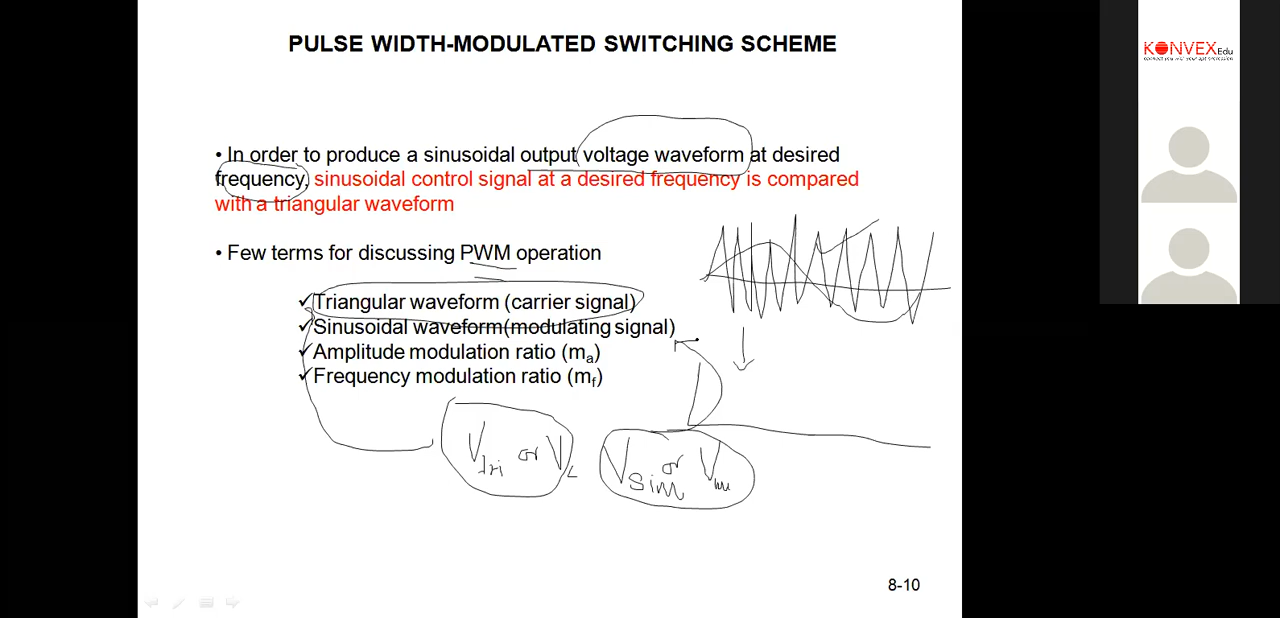 PULSE WIDTH-MODULATED SWITCHING SCHEME
KONVEX Edu
• In order to produce a sinusoidal output voltage waveform at desired
frequency, sinusoidal control signal at a desired frequency is compared
with a triangular waveform
• Few terms for discussing PWM operation
✓Triangular waveform (carrier signal)
✓Sinusoidal waveform(modulating signal)
✓Amplitude modulation ratio (ma)
✓Frequency modulation ratio (mf)
Vtri or Vc
Vsin or Vm
8-10